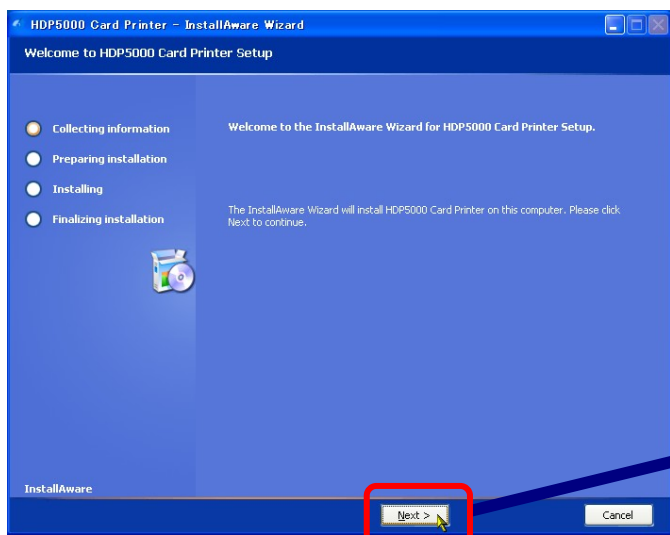 HDP5000 Card Printer - InstallAware Wizard
Welcome to HDP5000 Card Printer Setup
Collecting information
Preparing installation
Installing
Finalizing installation
Welcome to the InstallAware Wizard for HDP5000 Card Printer Setup.
The InstallAware Wizard will install HDP5000 Card Printer on this computer. Please click
Next to continue.
InstallAware
Next >
Cancel